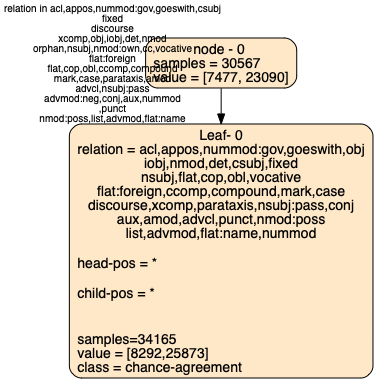 relation in acl,appos,nummod:gov,goeswith,csubj
fixed
discourse
xcomp,obj,iobj,det,nmod
orphan,nsubj,nmod:own,cc,vocative
flat:foreign
flat,cop,obl,ccomp,compound
mark,case,parataxis,amod
advcl,nsubj:pass
advmod:neg,conj,aux,nummod
,punct
nmod:poss,list,advmod,flat:name
node - 0
samples = 30567
value = [7477, 23090]
Leaf- 0
relation = acl,appos,nummod:gov,goeswith,obj
iobj,nmod,det,csubj,fixed
nsubj,flat,cop,obl,vocative
flat:foreign,ccomp,compound,mark,case
discourse,xcomp,parataxis,nsubj:pass,conj
aux,amod,advcl,punct,nmod:poss
list,advmod,flat:name,nummod
head-pos = *
child-pos = *
samples=34165
value = [8292,25873]
class = chance-agreement